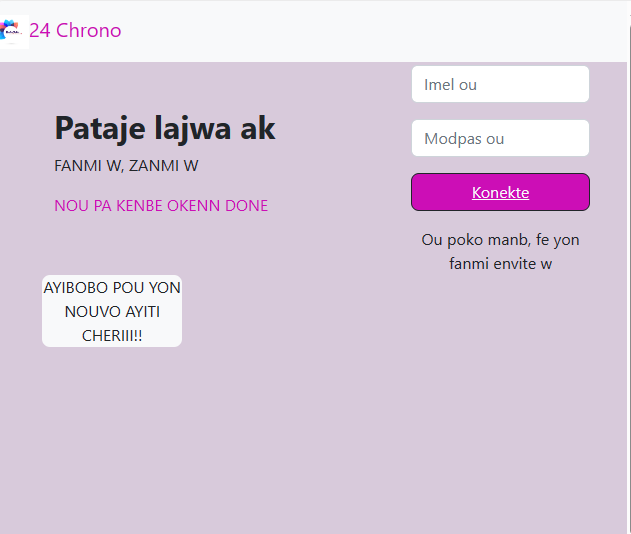 24 Chrono
Pataje lajwa ak
FANMI W, ZANMI W
NOU PA KENBE OKENN DONE
AYIBOBO POU YON
NOUVO AYITI
CHERIII!!
Imel ou
Modpas ou
Konekte
Ou poko manb, fe yon
fanmi envite w